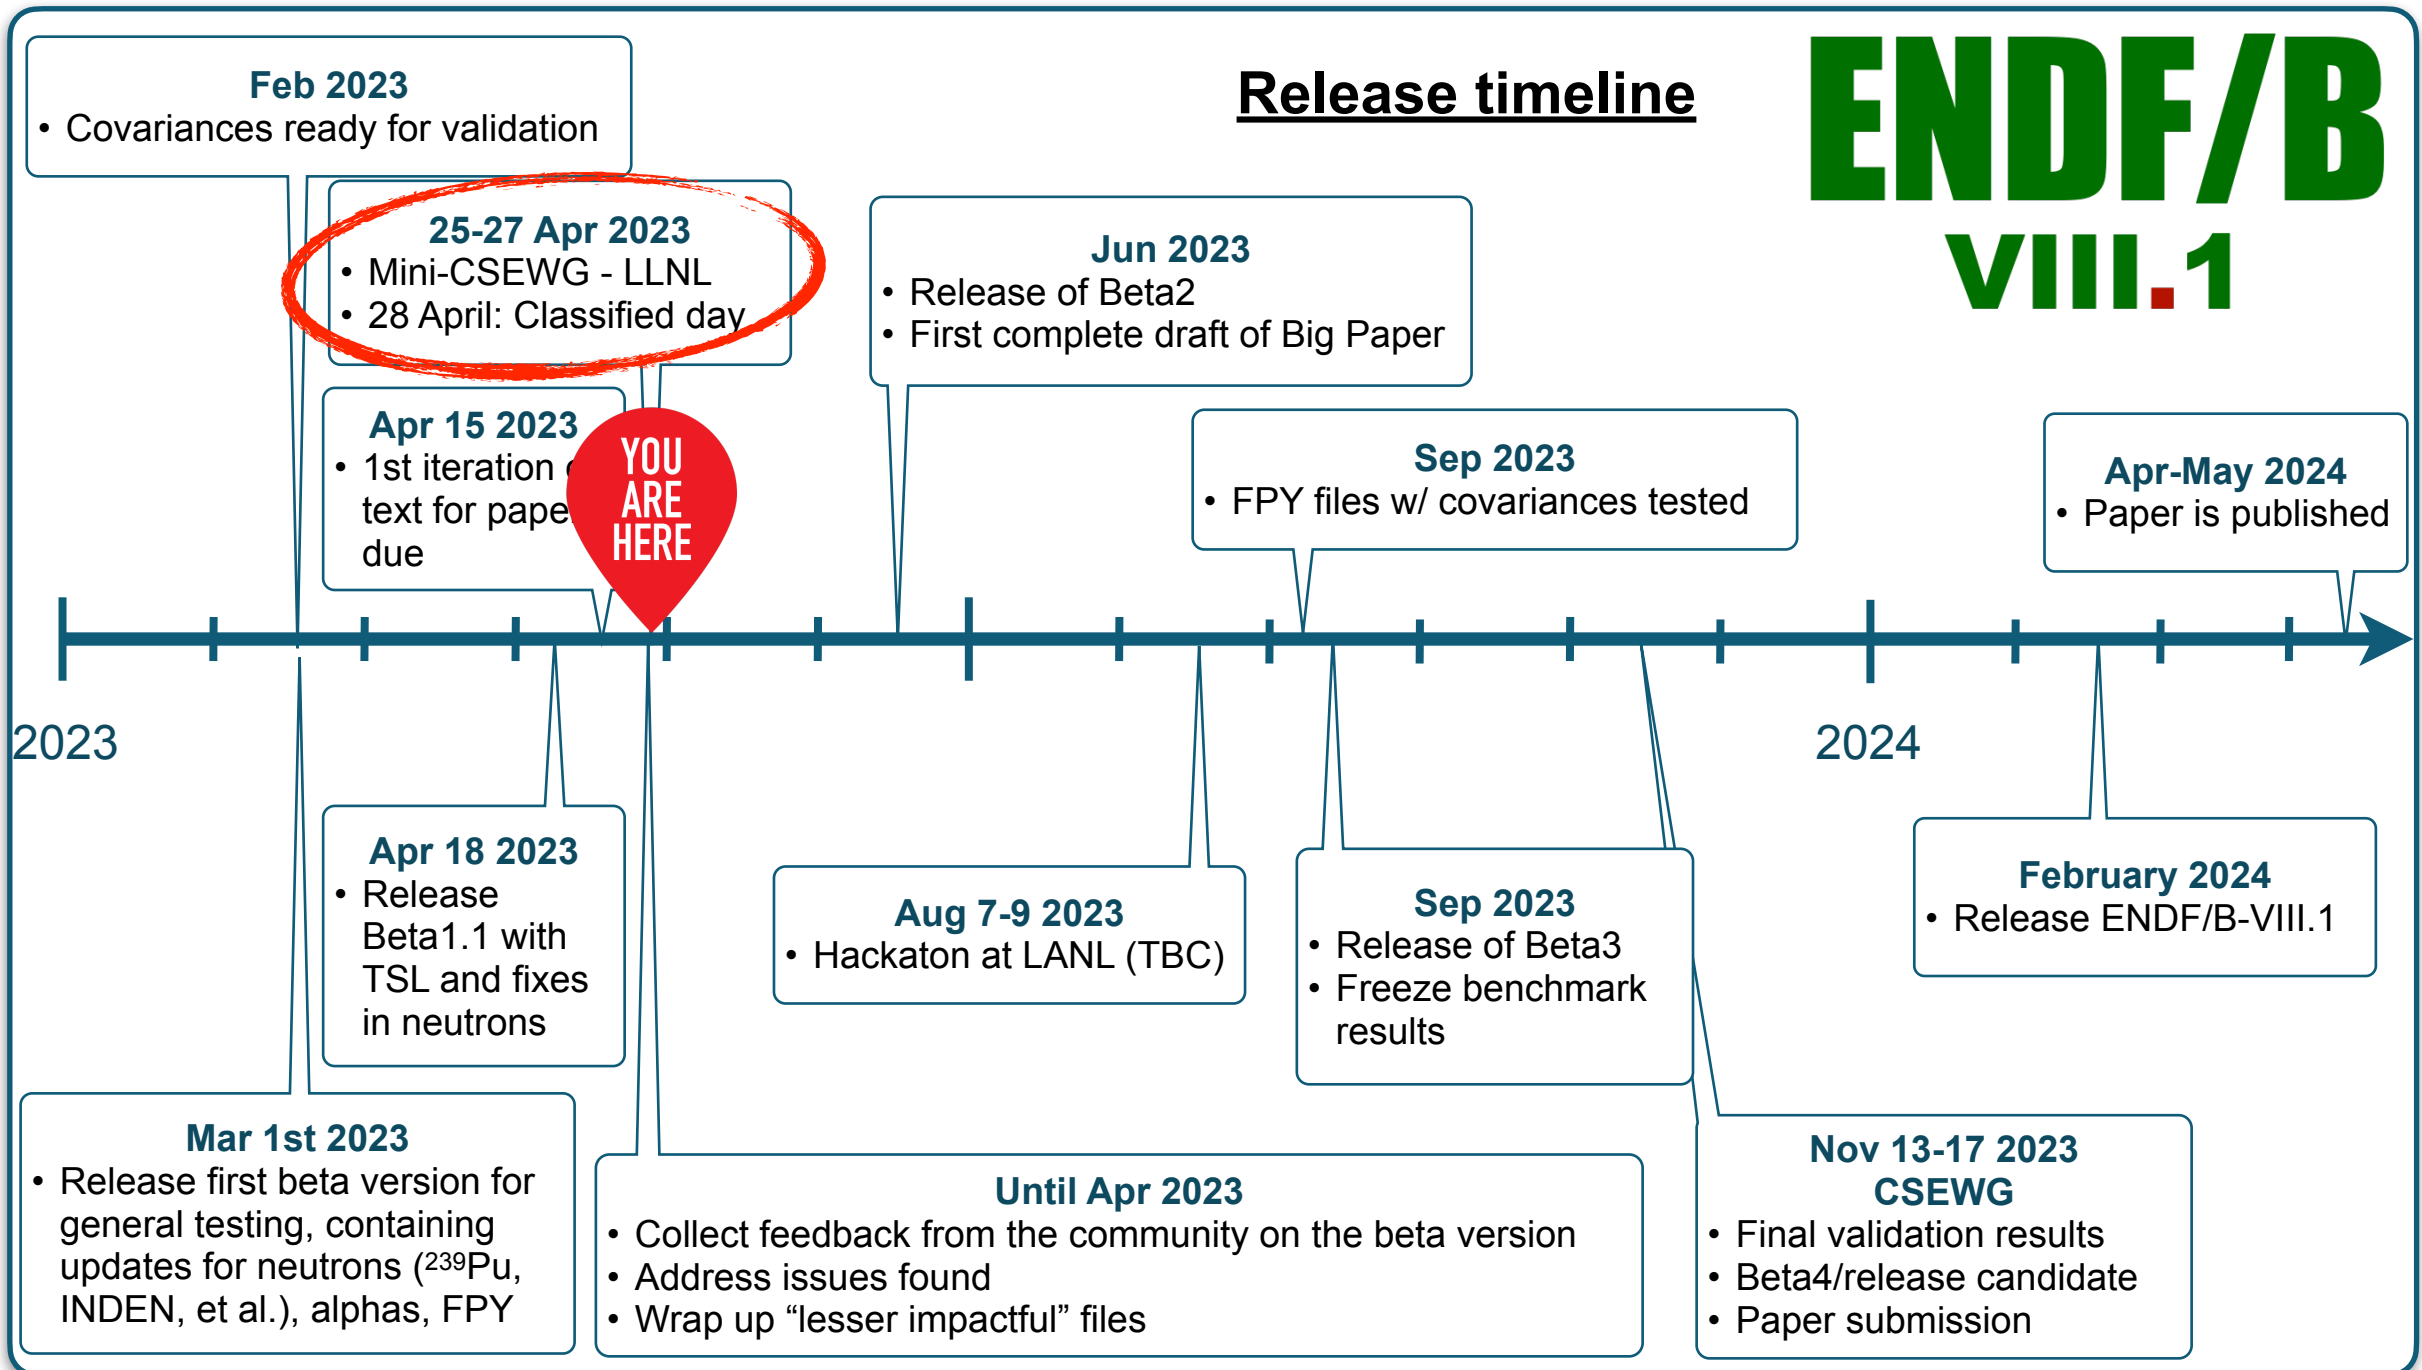 Release timeline
ENDF/B
VIII.1
Feb 2023
• Covariances ready for validation
25-27 Apr 2023
• Mini-CSEWG - LLNL
• 28 April: Classified day
Jun 2023
• Release of Beta2
• First complete draft of Big Paper
Apr 15 2023
• 1st iteration
text for pape
due
YOU
ARE
HERE
Sep 2023
• FPY files w/ covariances tested
Apr-May 2024
• Paper is published
2023
2024
Apr 18 2023
• Release
Beta1.1 with
TSL and fixes
in neutrons
Aug 7-9 2023
• Hackaton at LANL (TBC)
Sep 2023
• Release of Beta3
• Freeze benchmark
results
February 2024
• Release ENDF/B-VIII.1
Mar 1st 2023
• Release first beta version for
general testing, containing
updates for neutrons (²³⁹Pu,
INDEN, et al.), alphas, FPY
Until Apr 2023
• Collect feedback from the community on the beta version
• Address issues found
• Wrap up “lesser impactful” files
Nov 13-17 2023
CSEWG
• Final validation results
• Beta4/release candidate
• Paper submission